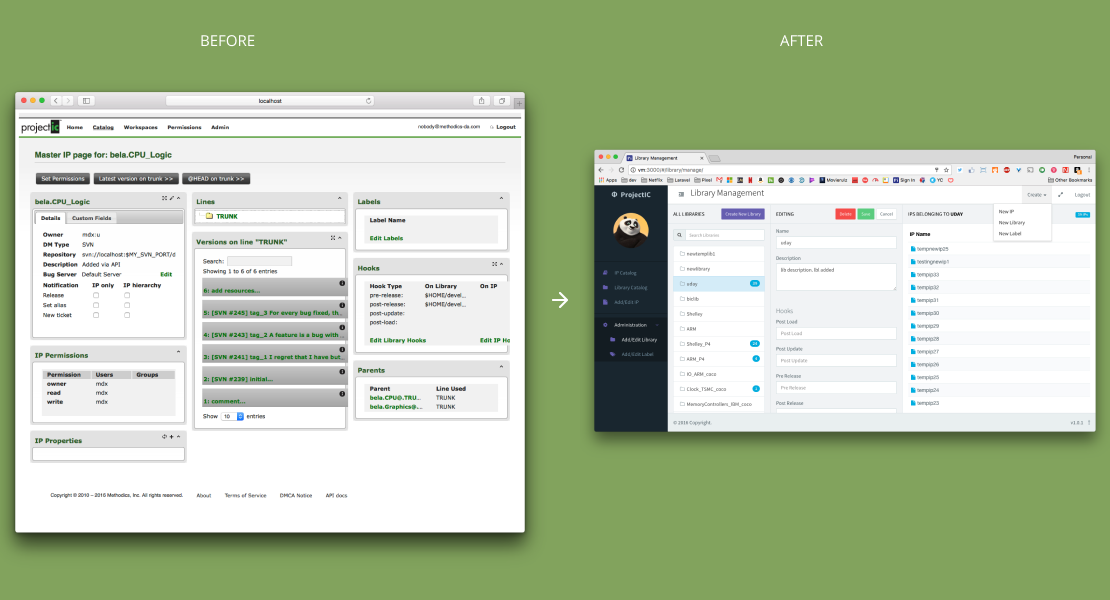 BEFORE
AFTER
localhost
projectIC Home Catalog Workspaces Permissions Admin
nobody@methodics-da.com Logout
Master IP page for: bela.CPU_Logic
Set Permissions Latest version on trunk >> @HEAD on trunk >>
bela.CPU_Logic
Details Custom Fields
Owner mdx:u
DM Type SVN
Repository svn://localhost:$MY_SVN_PORT/d
Description Added via API
Bug Server Default Server Edit
Notification IP only IP hierarchy
Release
Set alias
New ticket
IP Permissions
Permission Users Groups
owner mdx
read mdx
write mdx
IP Properties
Lines
TRUNK
Versions on line "TRUNK"
Search:
Showing 1 to 6 of 6 entries
6: add resources...
5: [SVN #245] tag_3 For every bug fixed, th...
4: [SVN #243] tag_2 A feature is a bug with ...
3: [SVN #241] tag_1 I regret that I have but...
2: [SVN #239] initial...
1: comment...
Show 10 entries
Labels
Label Name
Edit Labels
Hooks
Hook Type On Library On IP
pre-release: $HOME/devel...
post-release: $HOME/devel...
post-update:
post-load:
Edit Library Hooks Edit IP Ho
Parents
Parent Line Used
bela.CPU@.TRU... TRUNK
bela.Graphics@... TRUNK
Copyright © 2010 – 2016 Methodics, Inc. All rights reserved. About Terms of Service DMCA Notice API docs
Library Management
Personal
vm:3000/#/library/manage/
Apps dev Netflix Laravel Pixel
MovieruIo Sign In YC Other Bookmarks
ProjectIC
IP Catalog
Library Catalog
Add/Edit IP
Administration
Add/Edit Library
Add/Edit Label
Library Management
Create Logout
New IP
New Library
New Label
ALL LIBRARIES Create New Library
Search Libraries
newtemplib1
newlibrary
uday
biclib
Shelley
ARM
Shelley_P4
ARM_P4
IO_ARM_coco
Clock_TSMC_coco
MemoryControllers_IBM_coco
EDITING Delete Save Cancel
Name
uday
Description
lib description. lbl added
Hooks
Post Load
Post Load
Post Update
Post Update
Pre Release
Pre Release
Post Release
IPS BELONGING TO UDAY
IP Name
tempnewip25
testingnewip1
tempip33
tempip32
tempip31
tempip30
tempip29
tempip28
tempip27
tempip26
tempip25
tempip24
tempip23
© 2016 Copyright.
v1.0.1